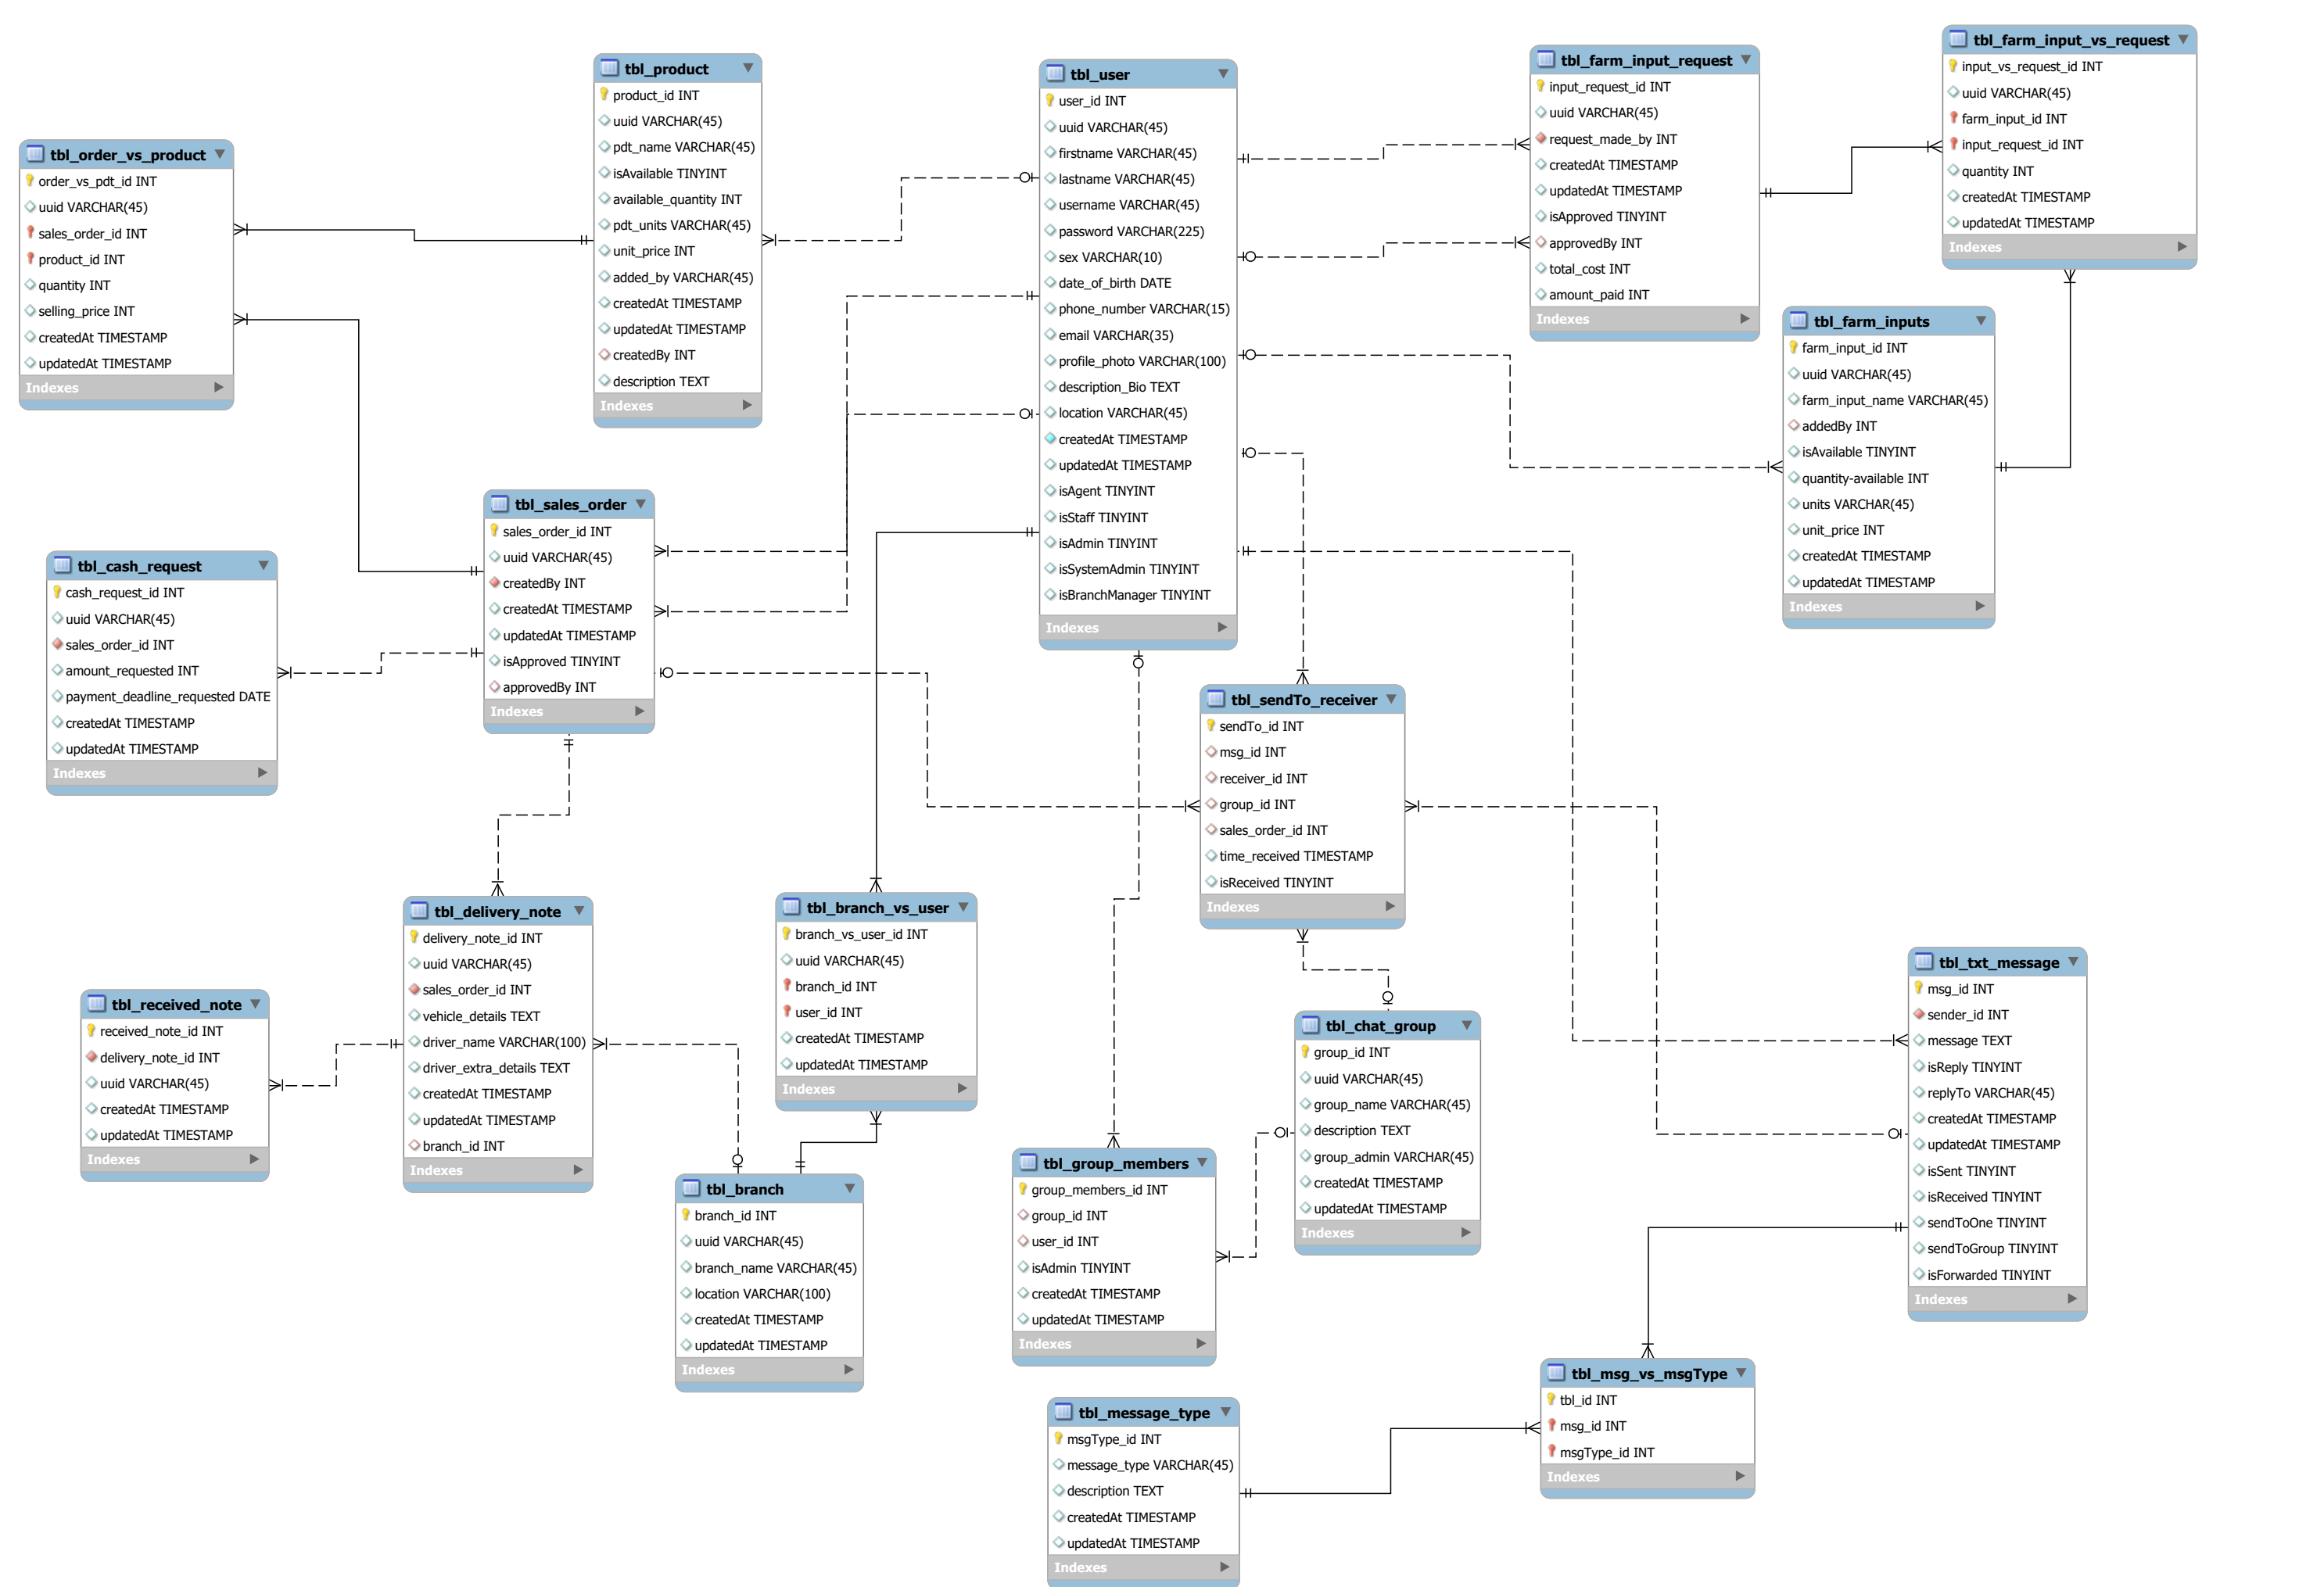 tbl_product
product_id INT
uuid VARCHAR(45)
pdt_name VARCHAR(45)
isAvailable TINYINT
available_quantity INT
pdt_units VARCHAR(45)
unit_price INT
added_by VARCHAR(45)
createdAt TIMESTAMP
updatedAt TIMESTAMP
createdBy INT
description TEXT
Indexes
tbl_user
user_id INT
uuid VARCHAR(45)
firstname VARCHAR(45)
lastname VARCHAR(45)
username VARCHAR(45)
password VARCHAR(225)
sex VARCHAR(10)
date_of_birth DATE
phone_number VARCHAR(15)
email VARCHAR(35)
profile_photo VARCHAR(100)
description_Bio TEXT
location VARCHAR(45)
createdAt TIMESTAMP
updatedAt TIMESTAMP
isAgent TINYINT
isStaff TINYINT
isAdmin TINYINT
isSystemAdmin TINYINT
isBranchManager TINYINT
Indexes
tbl_farm_input_request
input_request_id INT
uuid VARCHAR(45)
request_made_by INT
createdAt TIMESTAMP
updatedAt TIMESTAMP
isApproved TINYINT
approvedBy INT
total_cost INT
amount_paid INT
Indexes
tbl_farm_input_vs_request
input_vs_request_id INT
uuid VARCHAR(45)
farm_input_id INT
input_request_id INT
quantity INT
createdAt TIMESTAMP
updatedAt TIMESTAMP
Indexes
tbl_order_vs_product
order_vs_pdt_id INT
uuid VARCHAR(45)
sales_order_id INT
product_id INT
quantity INT
selling_price INT
createdAt TIMESTAMP
updatedAt TIMESTAMP
Indexes
tbl_farm_inputs
farm_input_id INT
uuid VARCHAR(45)
farm_input_name VARCHAR(45)
addedBy INT
isAvailable TINYINT
quantity-available INT
units VARCHAR(45)
unit_price INT
createdAt TIMESTAMP
updatedAt TIMESTAMP
Indexes
tbl_sales_order
sales_order_id INT
uuid VARCHAR(45)
createdBy INT
createdAt TIMESTAMP
updatedAt TIMESTAMP
isApproved TINYINT
approvedBy INT
Indexes
tbl_cash_request
cash_request_id INT
uuid VARCHAR(45)
sales_order_id INT
amount_requested INT
payment_deadline_requested DATE
createdAt TIMESTAMP
updatedAt TIMESTAMP
Indexes
tbl_sendTo_receiver
sendTo_id INT
msg_id INT
receiver_id INT
group_id INT
sales_order_id INT
time_received TIMESTAMP
isReceived TINYINT
Indexes
tbl_delivery_note
delivery_note_id INT
uuid VARCHAR(45)
sales_order_id INT
vehicle_details TEXT
driver_name VARCHAR(100)
driver_extra_details TEXT
createdAt TIMESTAMP
updatedAt TIMESTAMP
branch_id INT
Indexes
tbl_branch_vs_user
branch_vs_user_id INT
uuid VARCHAR(45)
branch_id INT
user_id INT
createdAt TIMESTAMP
updatedAt TIMESTAMP
Indexes
tbl_received_note
received_note_id INT
delivery_note_id INT
uuid VARCHAR(45)
createdAt TIMESTAMP
updatedAt TIMESTAMP
Indexes
tbl_txt_message
msg_id INT
sender_id INT
message TEXT
isReply TINYINT
replyTo VARCHAR(45)
createdAt TIMESTAMP
updatedAt TIMESTAMP
isSent TINYINT
isReceived TINYINT
sendToOne TINYINT
sendToGroup TINYINT
isForwarded TINYINT
Indexes
tbl_chat_group
group_id INT
uuid VARCHAR(45)
group_name VARCHAR(45)
description TEXT
group_admin VARCHAR(45)
createdAt TIMESTAMP
updatedAt TIMESTAMP
Indexes
tbl_group_members
group_members_id INT
group_id INT
user_id INT
isAdmin TINYINT
createdAt TIMESTAMP
updatedAt TIMESTAMP
Indexes
tbl_branch
branch_id INT
uuid VARCHAR(45)
branch_name VARCHAR(45)
location VARCHAR(100)
createdAt TIMESTAMP
updatedAt TIMESTAMP
Indexes
tbl_msg_vs_msgType
tbl_id INT
msg_id INT
msgType_id INT
Indexes
tbl_message_type
msgType_id INT
message_type VARCHAR(45)
description TEXT
createdAt TIMESTAMP
updatedAt TIMESTAMP
Indexes